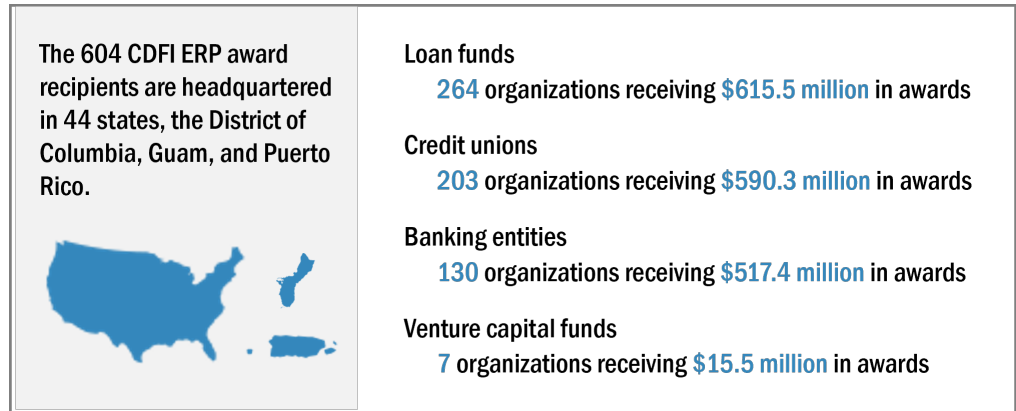 The 604 CDFI ERP award
recipients are headquartered
in 44 states, the District of
Columbia, Guam, and Puerto
Rico.
Loan funds
264 organizations receiving $615.5 million in awards
Credit unions
203 organizations receiving $590.3 million in awards
Banking entities
130 organizations receiving $517.4 million in awards
Venture capital funds
7 organizations receiving $15.5 million in awards